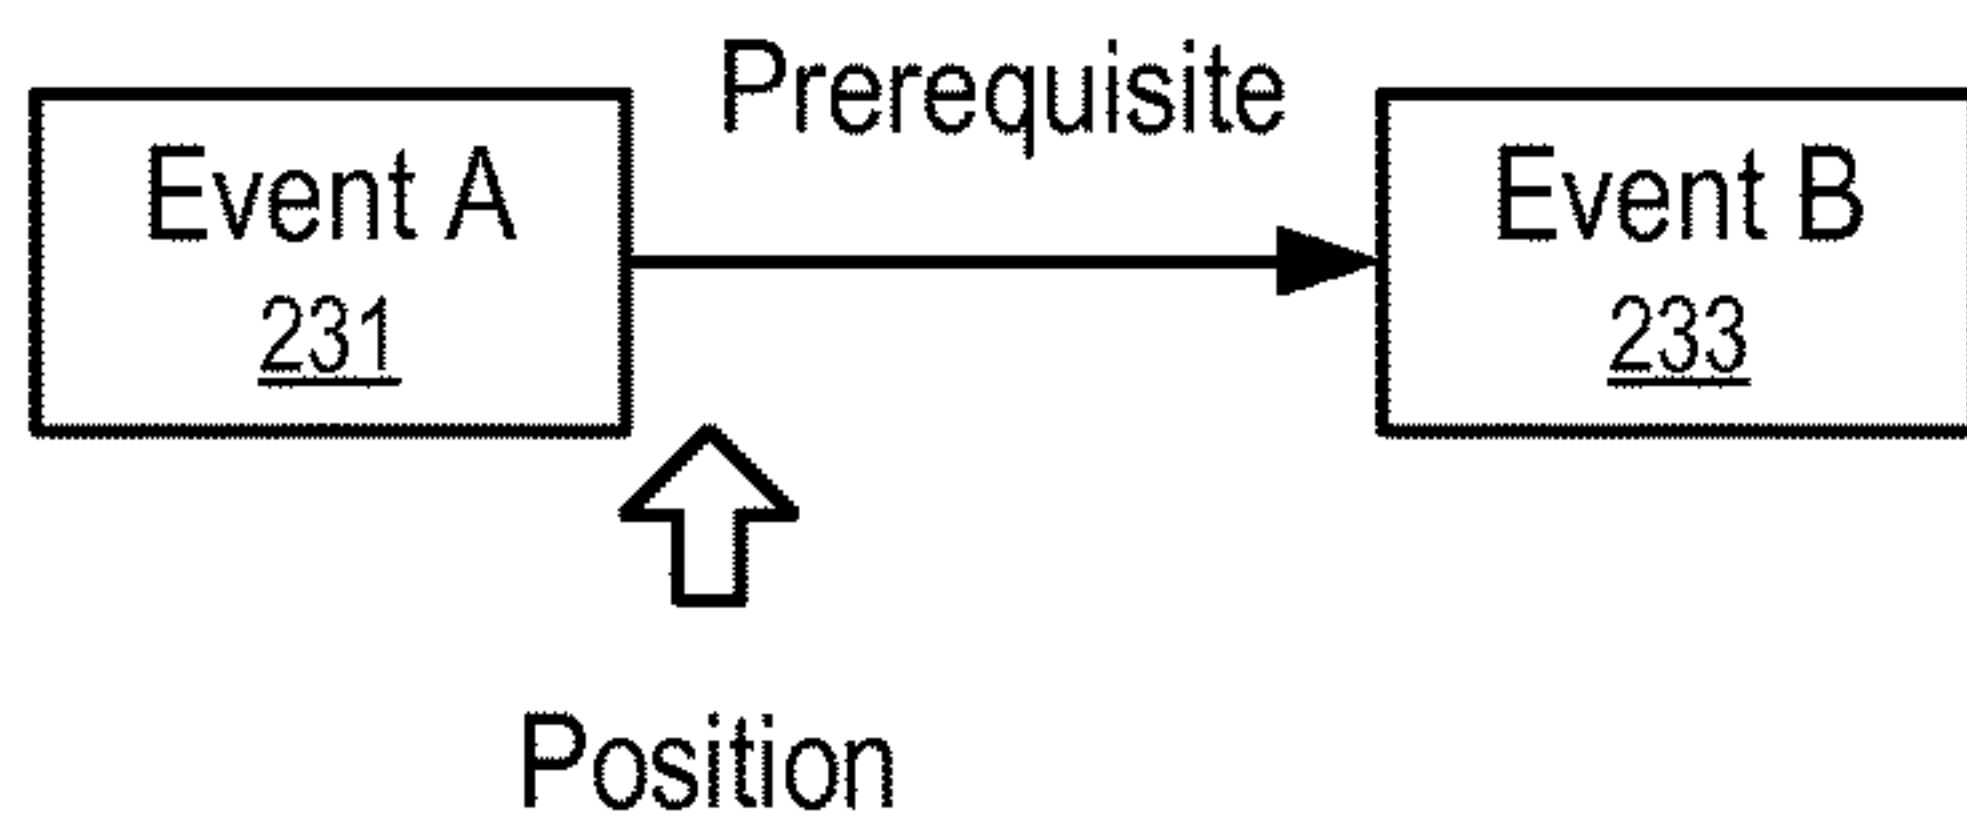 Prerequisite
Event A
231
Event B
233
Position